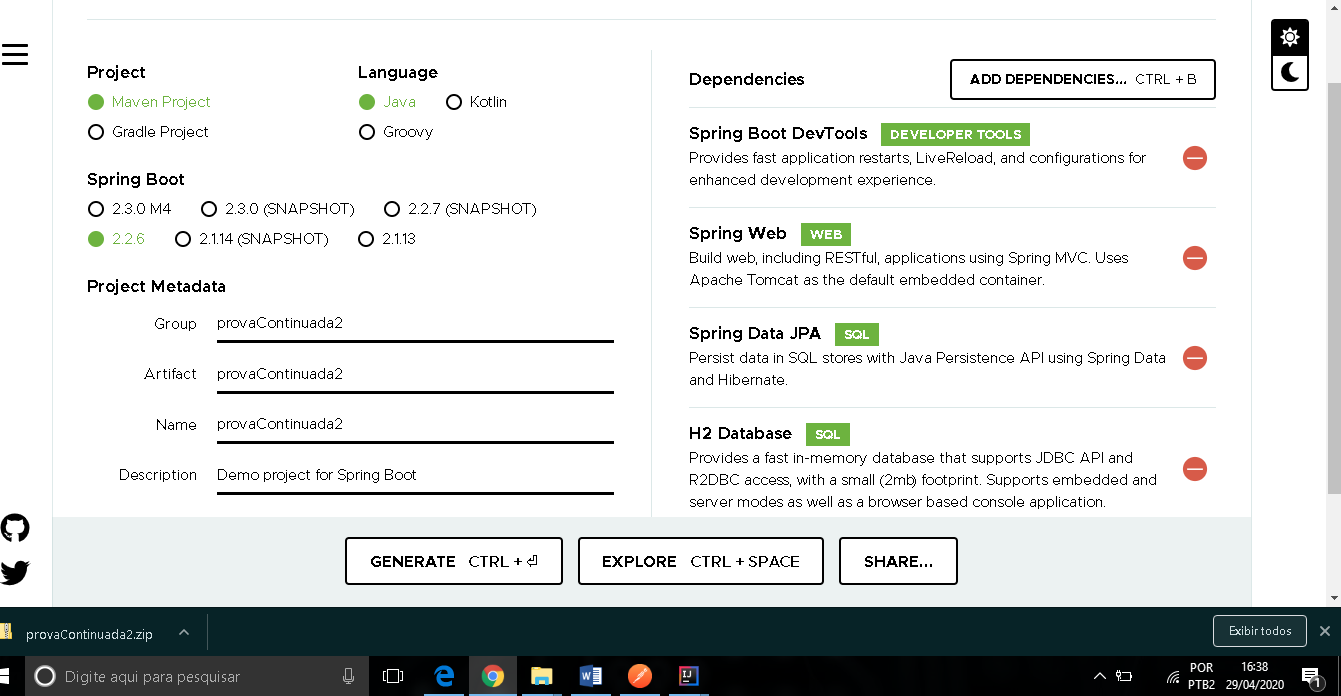 Project
Maven Project
Gradle Project
Language
Java
Kotlin
Groovy
Spring Boot
2.3.0 M4
2.3.0 (SNAPSHOT)
2.2.7 (SNAPSHOT)
2.2.6
2.1.14 (SNAPSHOT)
2.1.13
Project Metadata
Group provaContinuada2
Artifact provaContinuada2
Name provaContinuada2
Description Demo project for Spring Boot
Dependencies
ADD DEPENDENCIES... CTRL + B
Spring Boot DevTools DEVELOPER TOOLS
Provides fast application restarts, LiveReload, and configurations for
enhanced development experience.
Spring Web WEB
Build web, including RESTful, applications using Spring MVC. Uses
Apache Tomcat as the default embedded container.
Spring Data JPA SQL
Persist data in SQL stores with Java Persistence API using Spring Data
and Hibernate.
H2 Database SQL
Provides a fast in-memory database that supports JDBC API and
R2DBC access, with a small (2mb) footprint. Supports embedded and
server modes as well as a browser based console application.
GENERATE CTRL + ⏎
EXPLORE CTRL + SPACE
SHARE...
provaContinuada2.zip
Exibir todos
Digite aqui para pesquisar
W
IJ
POR
PTB2
16:38
29/04/2020
1